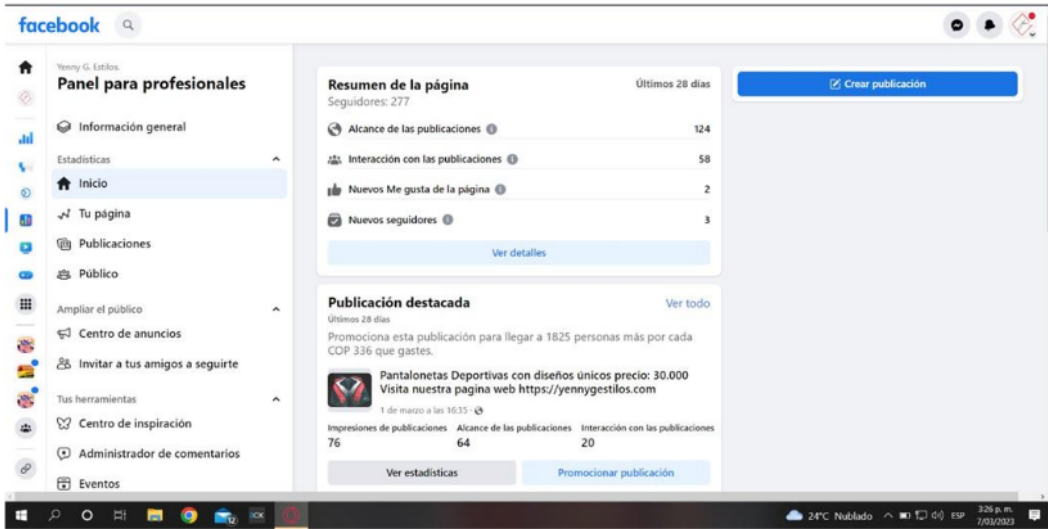 facebook
Yenny G. Estilos.
Panel para profesionales
Información general
Estadísticas
Inicio
Tu página
Publicaciones
Público
Ampliar el público
Centro de anuncios
Invitar a tus amigos a seguirte
Tus herramientas
Centro de inspiración
Administrador de comentarios
Eventos
Resumen de la página
Últimos 28 días
Seguidores: 277
Alcance de las publicaciones 124
Interacción con las publicaciones 58
Nuevos Me gusta de la página 2
Nuevos seguidores 3
Ver detalles
Publicación destacada
Ver todo
Últimos 28 días
Promociona esta publicación para llegar a 1825 personas más por cada
COP 336 que gastes.
Pantalonetas Deportivas con diseños únicos precio: 30.000
Visita nuestra pagina web https://yennygestilos.com
1 de marzo a las 16:35
Impresiones de publicaciones Alcance de las publicaciones Interacción con las publicaciones
76 64 20
Ver estadísticas
Promocionar publicación
Crear publicación
24°C Nublado
ESP
3:26 p. m.
7/03/2023